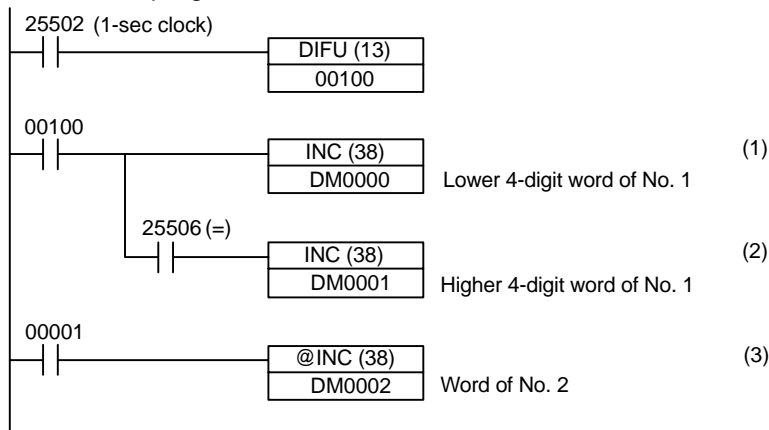 25502 (1-sec clock)
DIFU (13)
00100
00100
INC (38) (1)
DM0000 Lower 4-digit word of No. 1
25506 (=)
INC (38) (2)
DM0001 Higher 4-digit word of No. 1
00001
@INC (38) (3)
DM0002 Word of No. 2